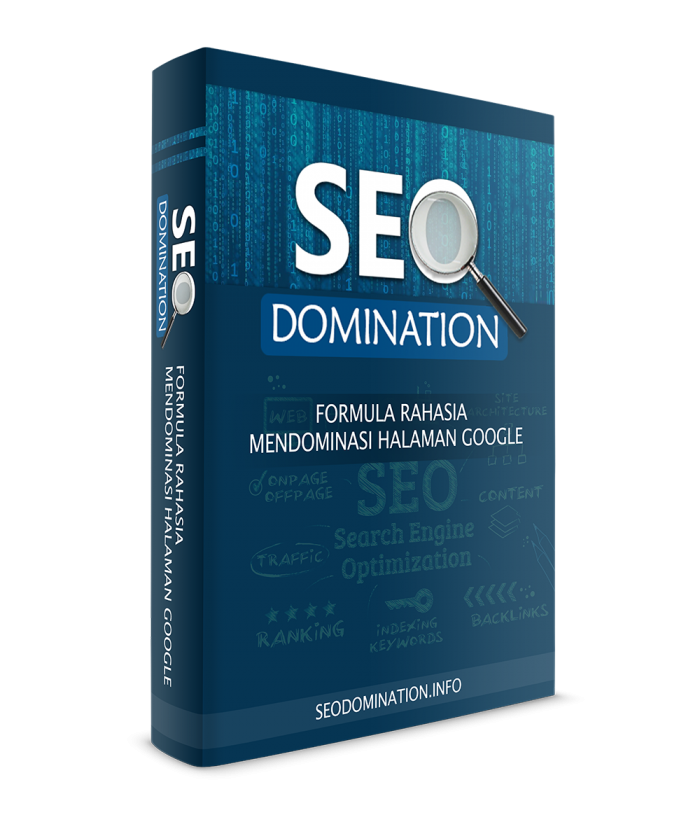 SEO
DOMINATION
FORMULA RAHASIA
MENDOMINASI HALAMAN GOOGLE
SEO
DOMINATION
FORMULA RAHASIA
MENDOMINASI HALAMAN GOOGLE
WEB
SITE
ARCHITECTURE
ONPAGE
OFFPAGE
SEO
Search Engine
Optimization
CONTENT
TRAFFIC
RANKING
INDEXING
KEYWORDS
BACKLINKS
SEODOMINATION.INFO